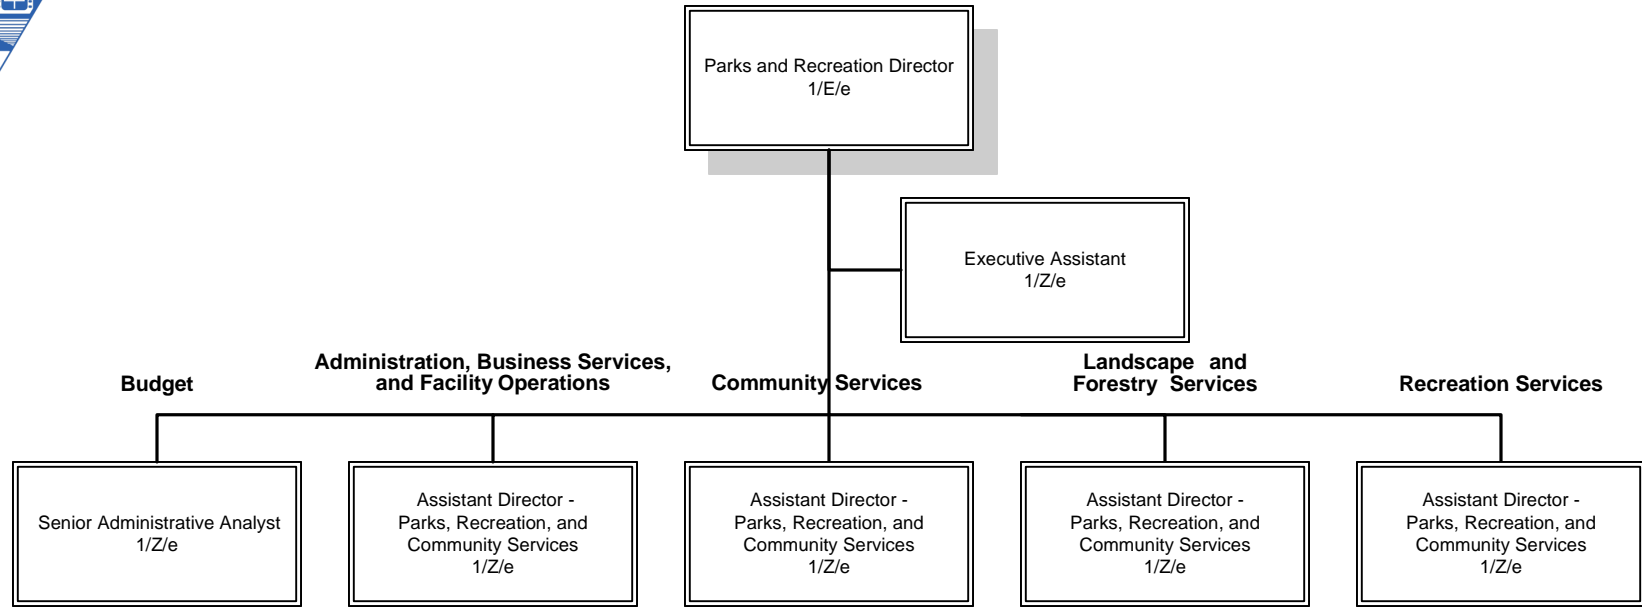 Parks and Recreation Director
1/E/e
Executive Assistant
1/Z/e
Budget
Administration, Business Services,
and Facility Operations
Community Services
Landscape and
Forestry Services
Recreation Services
Senior Administrative Analyst
1/Z/e
Assistant Director -
Parks, Recreation, and
Community Services
1/Z/e
Assistant Director -
Parks, Recreation, and
Community Services
1/Z/e
Assistant Director -
Parks, Recreation, and
Community Services
1/Z/e
Assistant Director -
Parks, Recreation, and
Community Services
1/Z/e